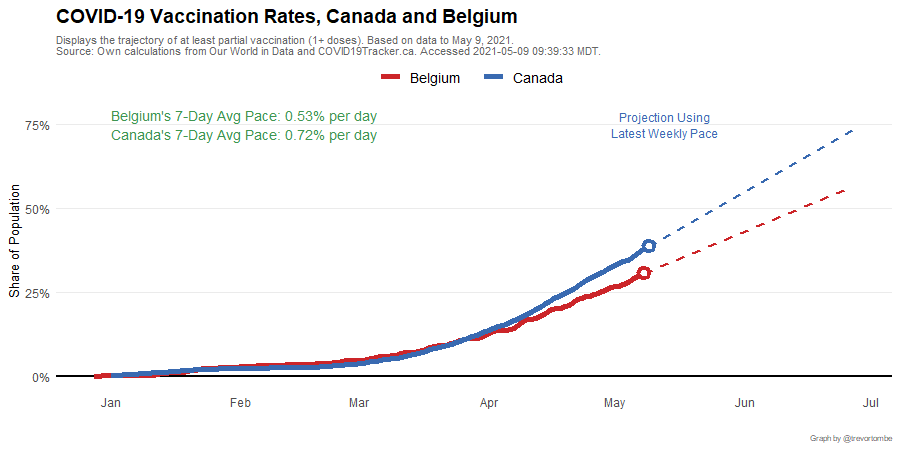 COVID-19 Vaccination Rates, Canada and Belgium
Displays the trajectory of at least partial vaccination (1+ doses). Based on data to May 9, 2021.
Source: Own calculations from Our World in Data and COVID19Tracker.ca. Accessed 2021-05-09 09:39:33 MDT.
Belgium
Canada
Belgium's 7-Day Avg Pace: 0.53% per day
Canada's 7-Day Avg Pace: 0.72% per day
Projection Using
Latest Weekly Pace
Share of Population
75%
50%
25%
0%
Jan
Feb
Mar
Apr
May
Jun
Jul
Graph by @trevortombe